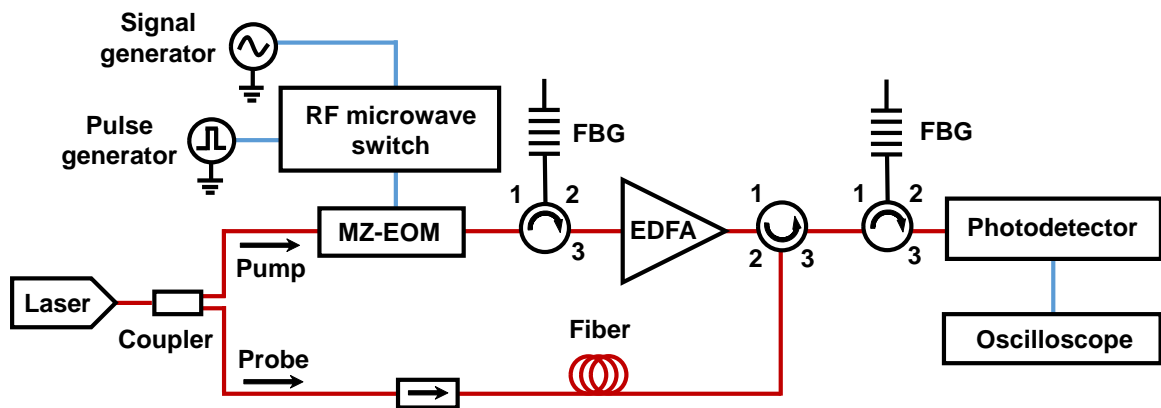 Signal
generator
Pulse
generator
RF microwave
switch
FBG
FBG
1 2
3
1
2 3
1 2
3
MZ-EOM
EDFA
Photodetector
Pump
Laser
Coupler
Probe
Fiber
Oscilloscope